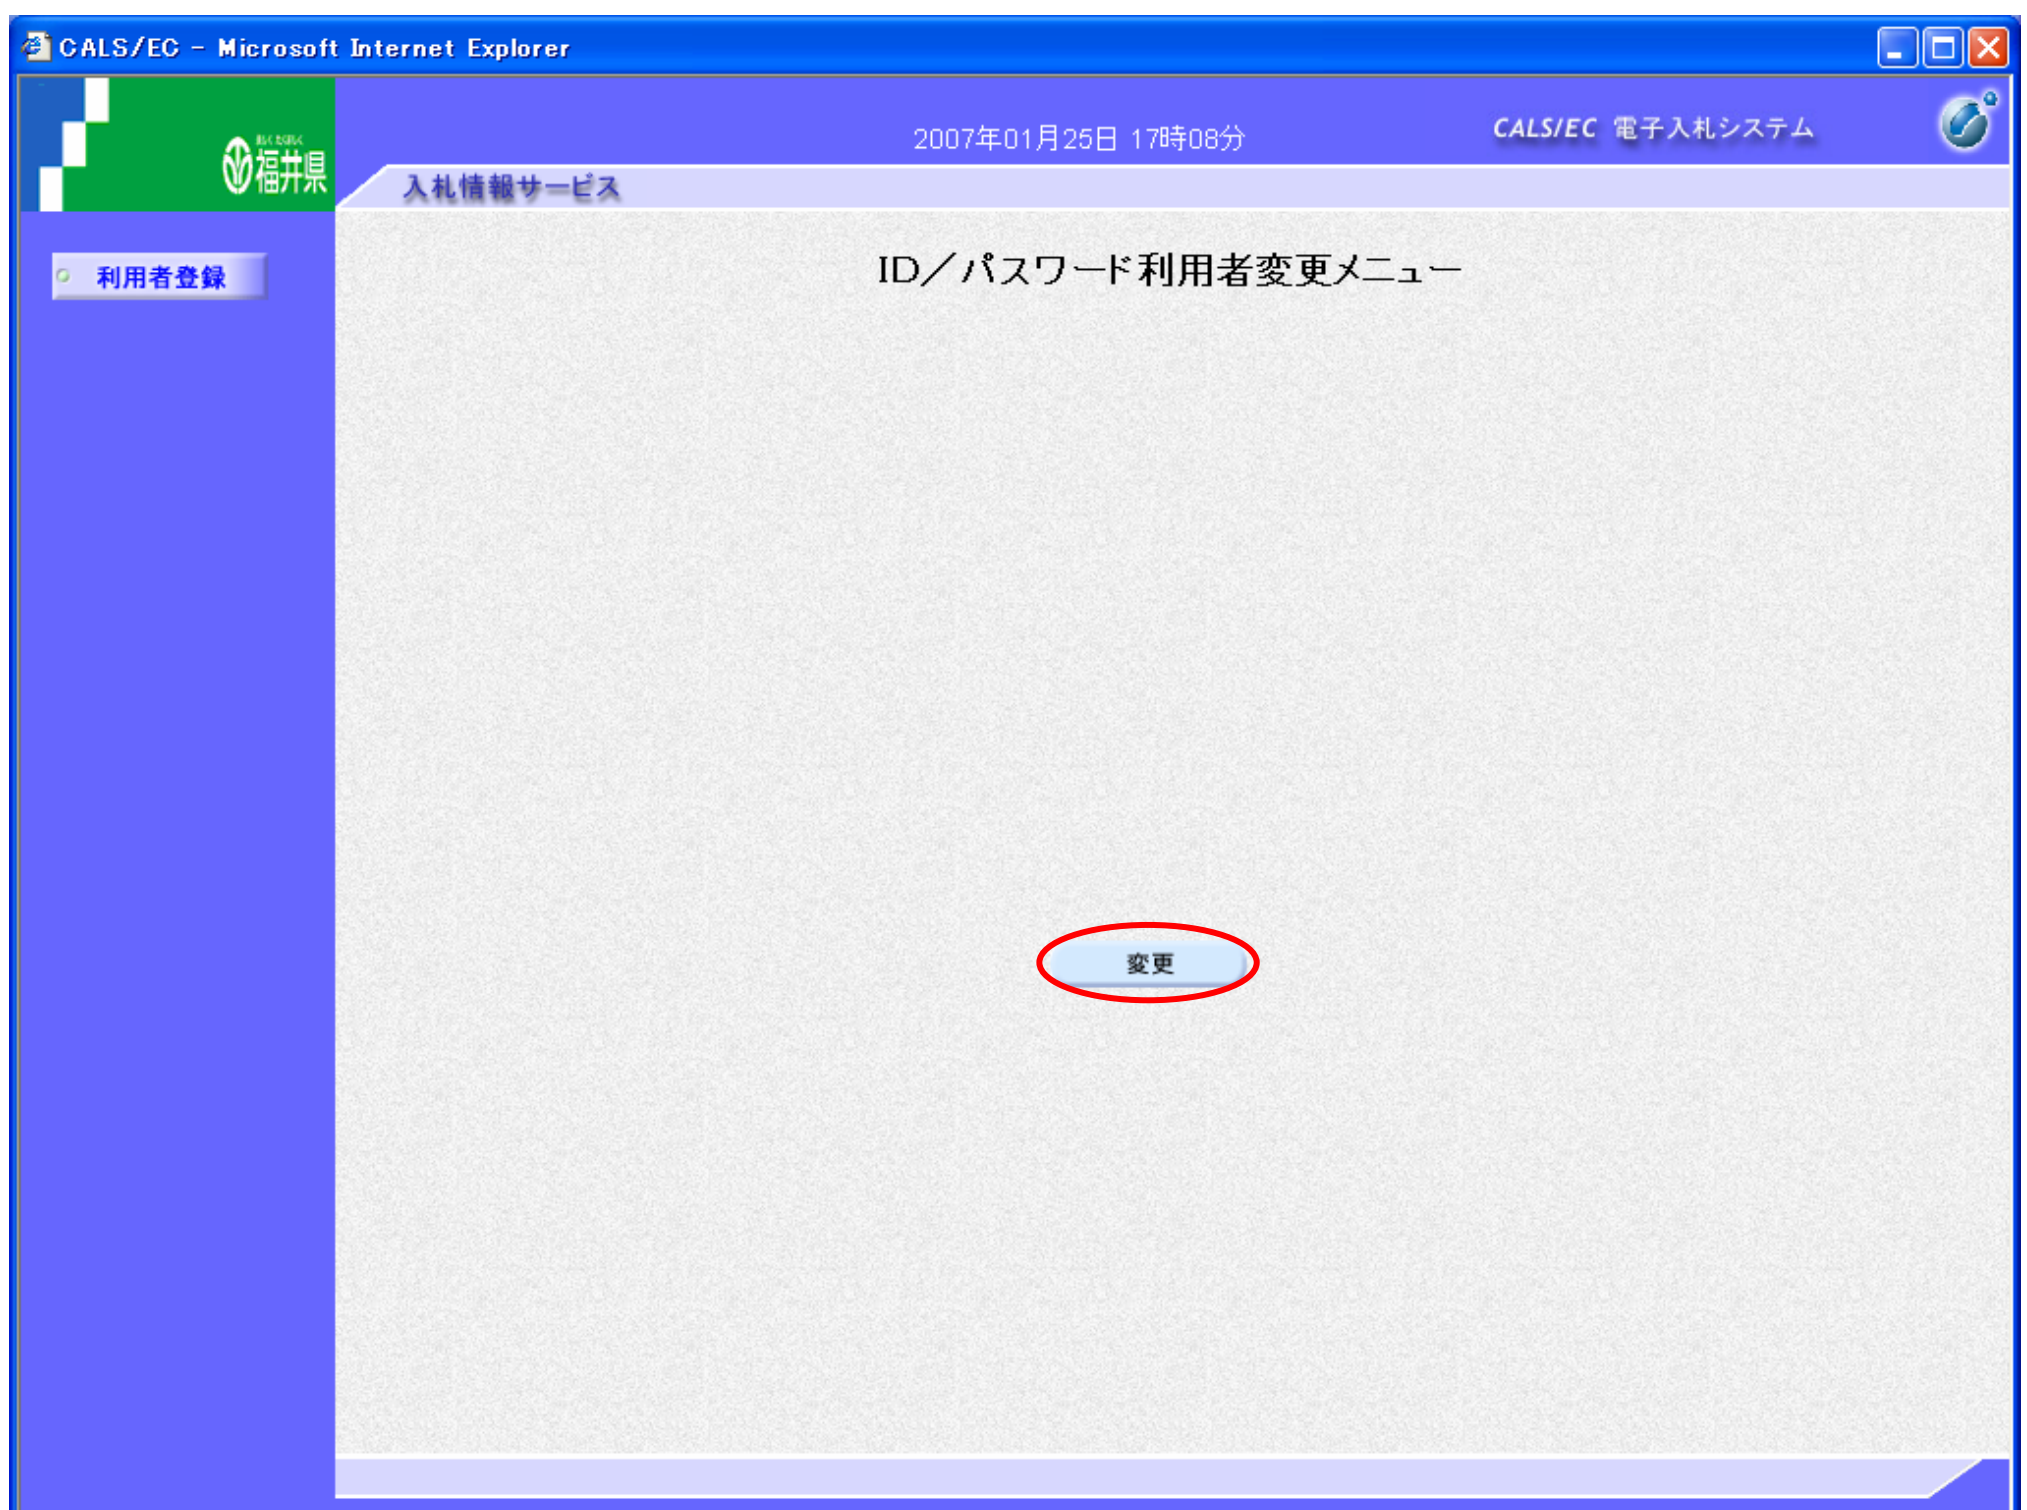 CALS/EC - Microsoft Internet Explorer
福井県
2007年01月25日 17時08分
CALS/EC 電子入札システム
入札情報サービス
利用者登録
ID／パスワード利用者変更メニュー
変更